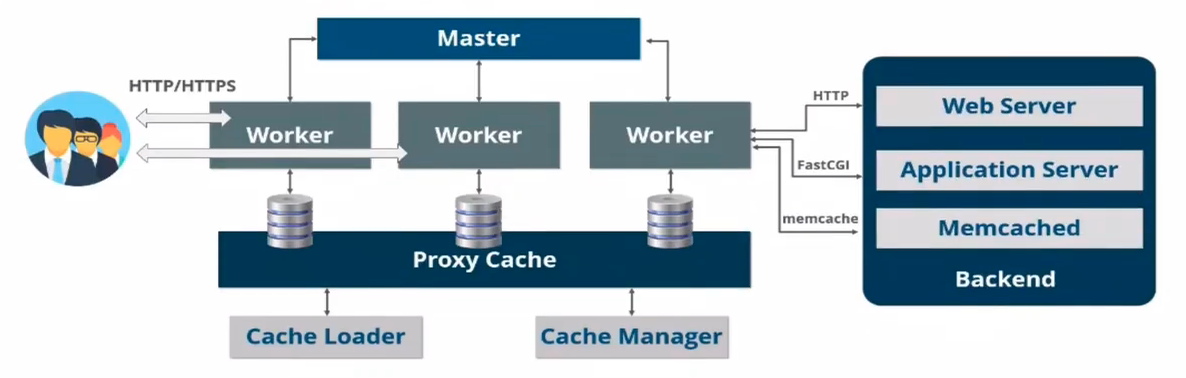 Master
HTTP/HTTPS
Worker
Worker
Worker
HTTP
Web Server
FastCGI
Application Server
memcache
Memcached
Proxy Cache
Backend
Cache Loader
Cache Manager